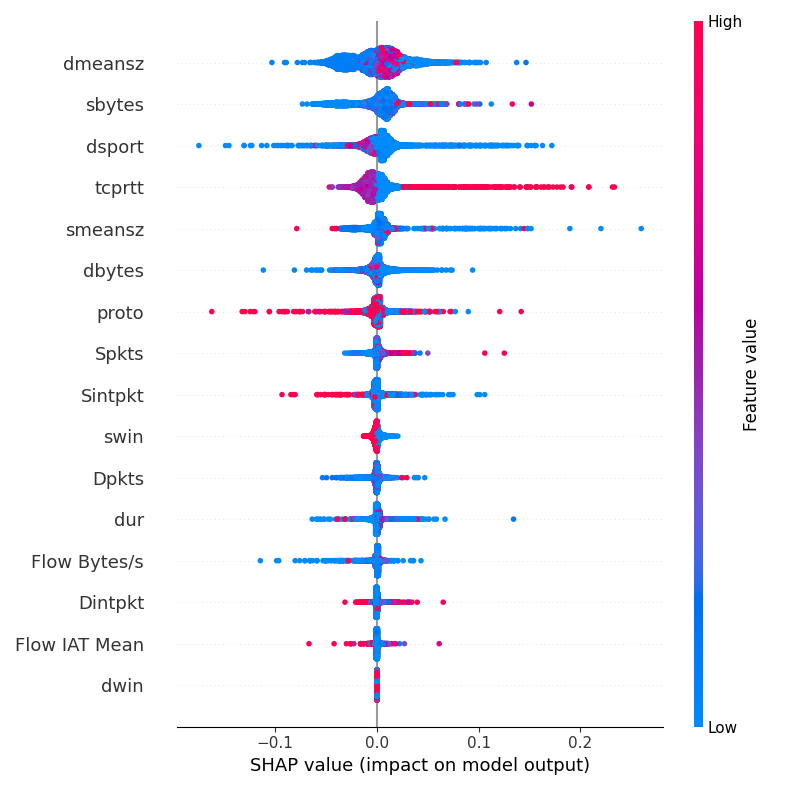 High
dmeansz
sbytes
dsport
tcprtt
smeansz
dbytes
proto
Spkts
Sintpkt
swin
Dpkts
dur
Flow Bytes/s
Dintpkt
Flow IAT Mean
dwin
Feature value
Low
−0.1 0.0 0.1 0.2
SHAP value (impact on model output)